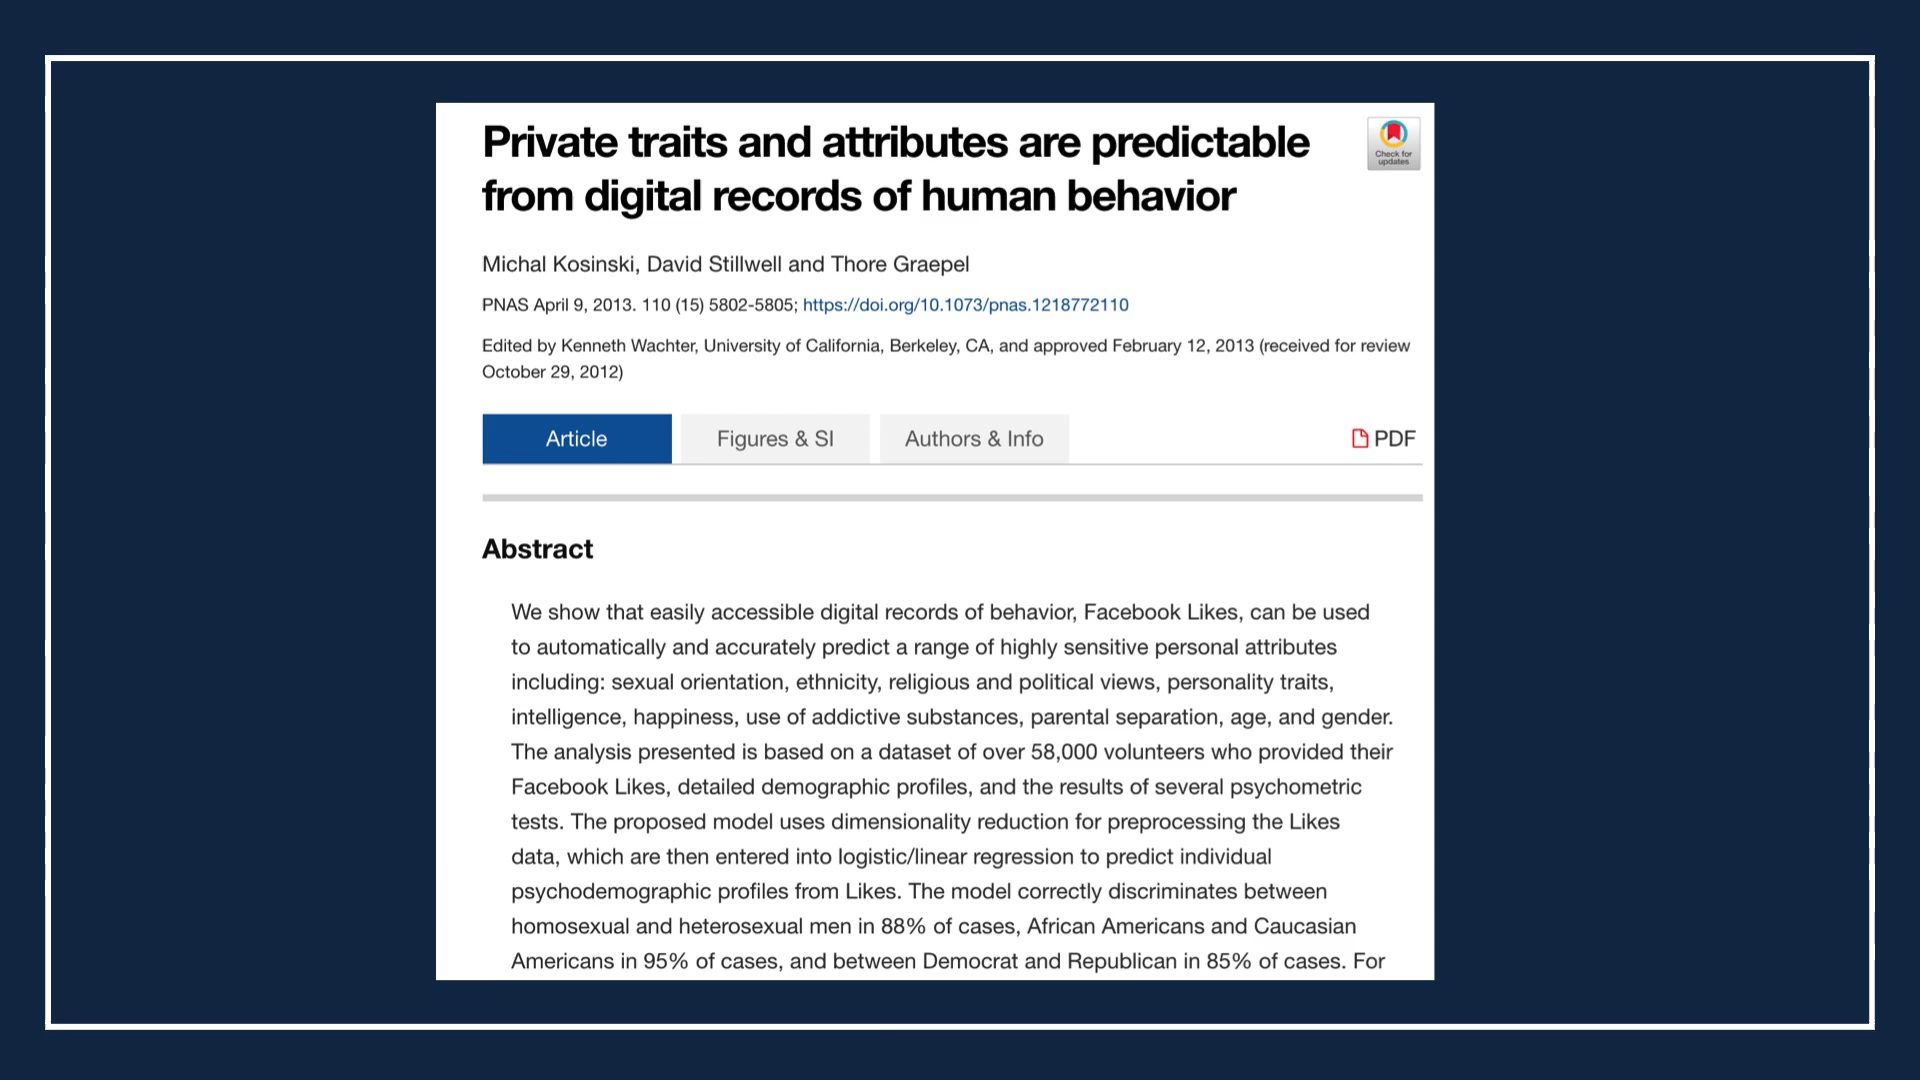 Private traits and attributes are predictable
from digital records of human behavior
Check for
updates
Michal Kosinski, David Stillwell and Thore Graepel
PNAS April 9, 2013. 110 (15) 5802-5805; https://doi.org/10.1073/pnas.1218772110
Edited by Kenneth Wachter, University of California, Berkeley, CA, and approved February 12, 2013 (received for review
October 29, 2012)
Article Figures & SI Authors & Info PDF
Abstract
We show that easily accessible digital records of behavior, Facebook Likes, can be used
to automatically and accurately predict a range of highly sensitive personal attributes
including: sexual orientation, ethnicity, religious and political views, personality traits,
intelligence, happiness, use of addictive substances, parental separation, age, and gender.
The analysis presented is based on a dataset of over 58,000 volunteers who provided their
Facebook Likes, detailed demographic profiles, and the results of several psychometric
tests. The proposed model uses dimensionality reduction for preprocessing the Likes
data, which are then entered into logistic/linear regression to predict individual
psychodemographic profiles from Likes. The model correctly discriminates between
homosexual and heterosexual men in 88% of cases, African Americans and Caucasian
Americans in 95% of cases, and between Democrat and Republican in 85% of cases. For